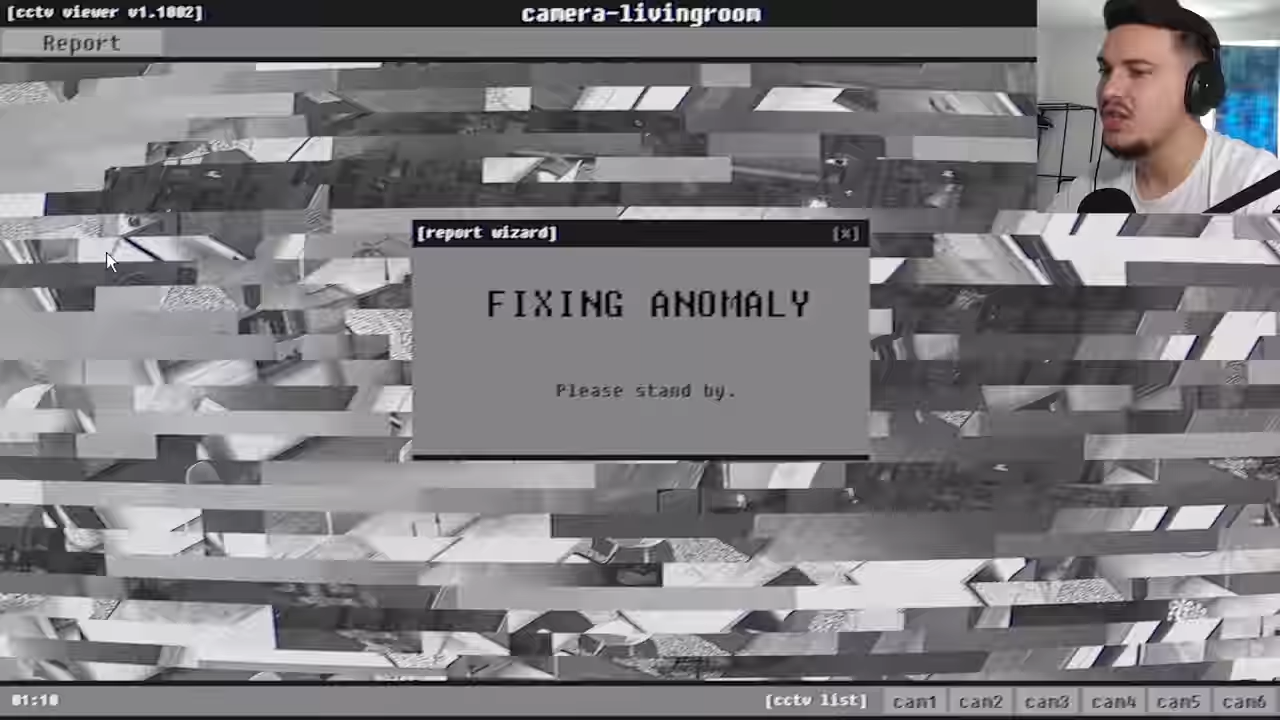 [cctv viewer v1.1802]
camera-livingroom
Report
[report wizard]
[x]
FIXING ANOMALY
Please stand by.
01:10
[cctv list]
cam1
cam2
cam3
cam4
cam5
cam6